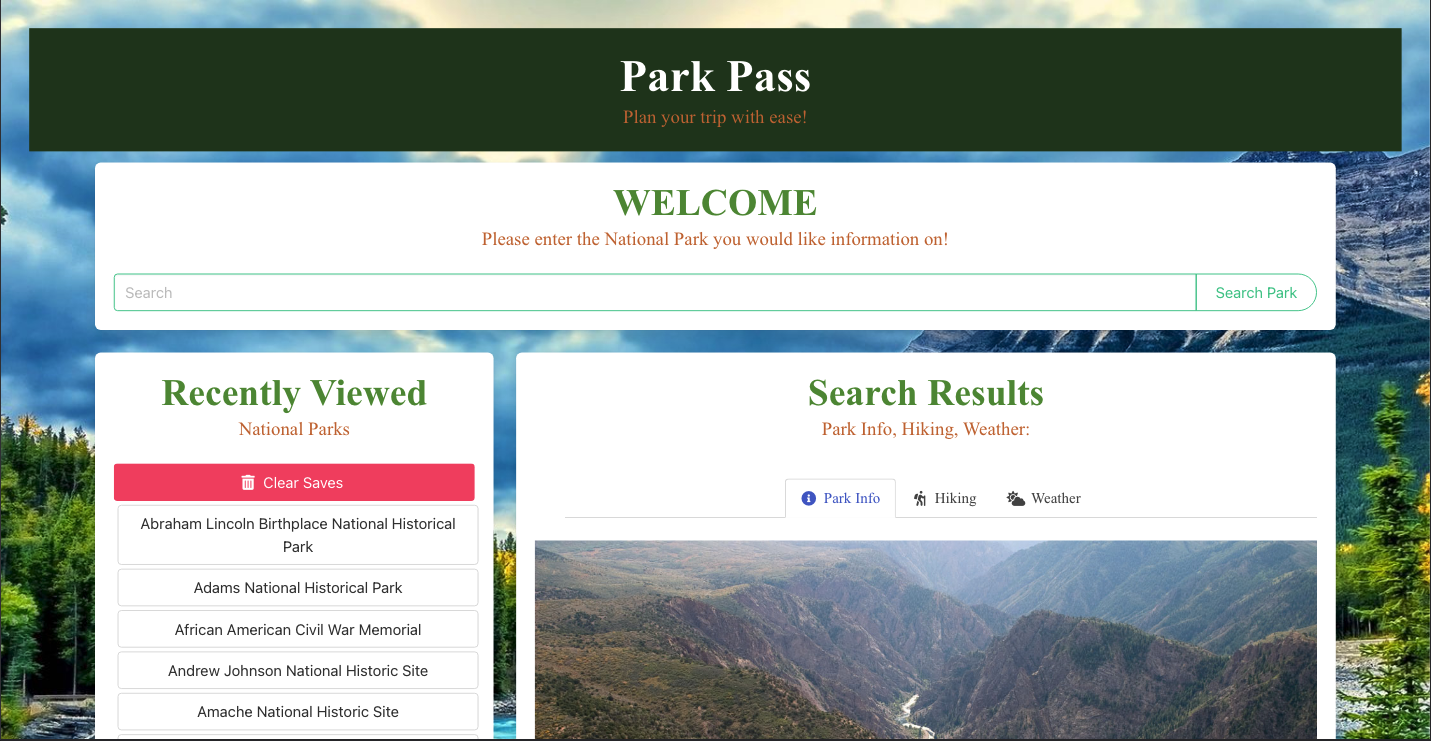 Park Pass
Plan your trip with ease!
WELCOME
Please enter the National Park you would like information on!
Search
Search Park
Recently Viewed
National Parks
Clear Saves
Abraham Lincoln Birthplace National Historical
Park
Adams National Historical Park
African American Civil War Memorial
Andrew Johnson National Historic Site
Amache National Historic Site
Search Results
Park Info, Hiking, Weather:
Park Info
Hiking
Weather